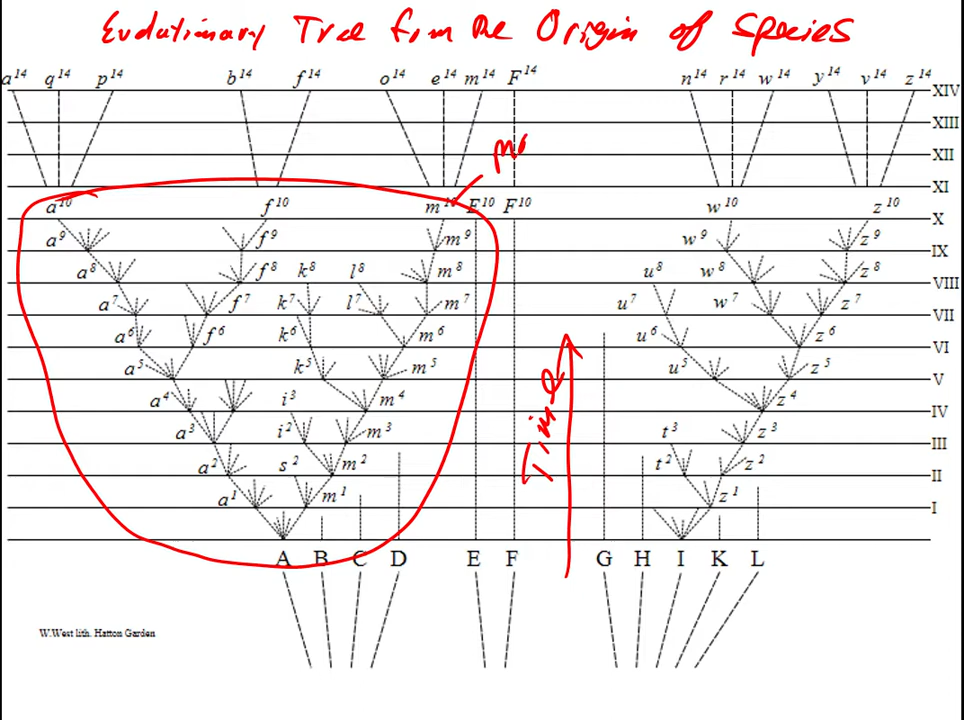 Evolutionary Tree from the Origin of Species
a¹⁴ q¹⁴ p¹⁴ b¹⁴ f¹⁴ o¹⁴ e¹⁴ m¹⁴ F¹⁴ n¹⁴ r¹⁴ w¹⁴ y¹⁴ v¹⁴ z¹⁴
XIV
XIII
XII
XI
a¹⁰ f¹⁰ m¹⁰ E¹⁰ F¹⁰ w¹⁰ z¹⁰
X
a⁹ f⁹ m⁹ w⁹ z⁹
IX
a⁸ f⁸ k⁸ l⁸ m⁸ u⁸ w⁸ z⁸
VIII
a⁷ f⁷ k⁷ l⁷ m⁷ u⁷ w⁷ z⁷
VII
a⁶ f⁶ k⁶ m⁶ u⁶ z⁶
VI
a⁵ k⁵ m⁵ u⁵ z⁵
V
Time
a⁴ i³ m⁴ z⁴
IV
a³ i² m³ t³ z³
III
a² s² m² t² z²
II
a¹ m¹ z¹
I
A B C D E F G H I K L
W.West lith. Hatton Garden